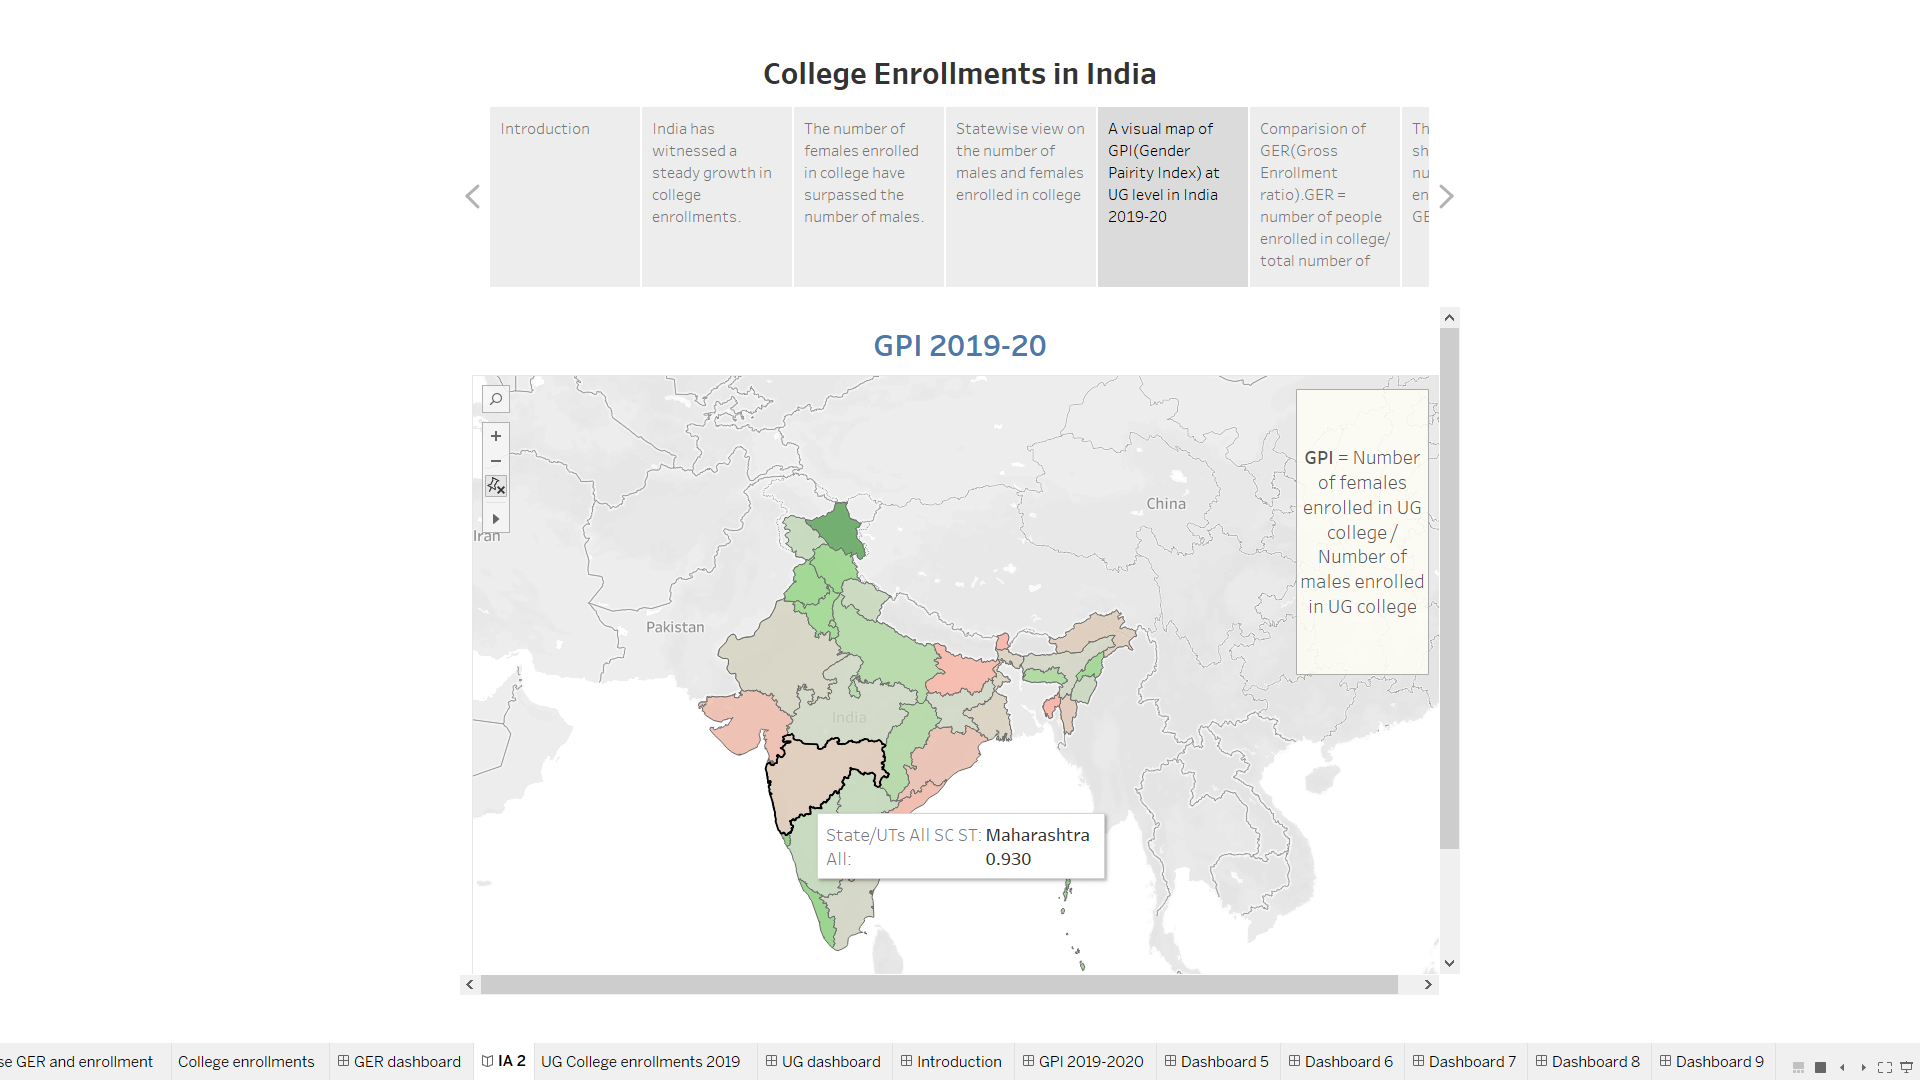 College Enrollments in India
Introduction
India has
witnessed a
steady growth in
college
enrollments.
The number of
females enrolled
in college have
surpassed the
number of males.
Statewise view on
the number of
males and females
enrolled in college
A visual map of
GPI(Gender
Pairity Index) at
UG level in India
2019-20
Comparision of
GER(Gross
Enrollment
ratio).GER =
number of people
enrolled in college/
total number of
Th
sh
nu
en
GE
GPI 2019-20
China
Iran
Pakistan
India
GPI = Number
of females
enrolled in UG
college /
Number of
males enrolled
in UG college
State/UTs All SC ST: Maharashtra
All: 0.930
se GER and enrollment
College enrollments
GER dashboard
IA 2
UG College enrollments 2019
UG dashboard
Introduction
GPI 2019-2020
Dashboard 5
Dashboard 6
Dashboard 7
Dashboard 8
Dashboard 9